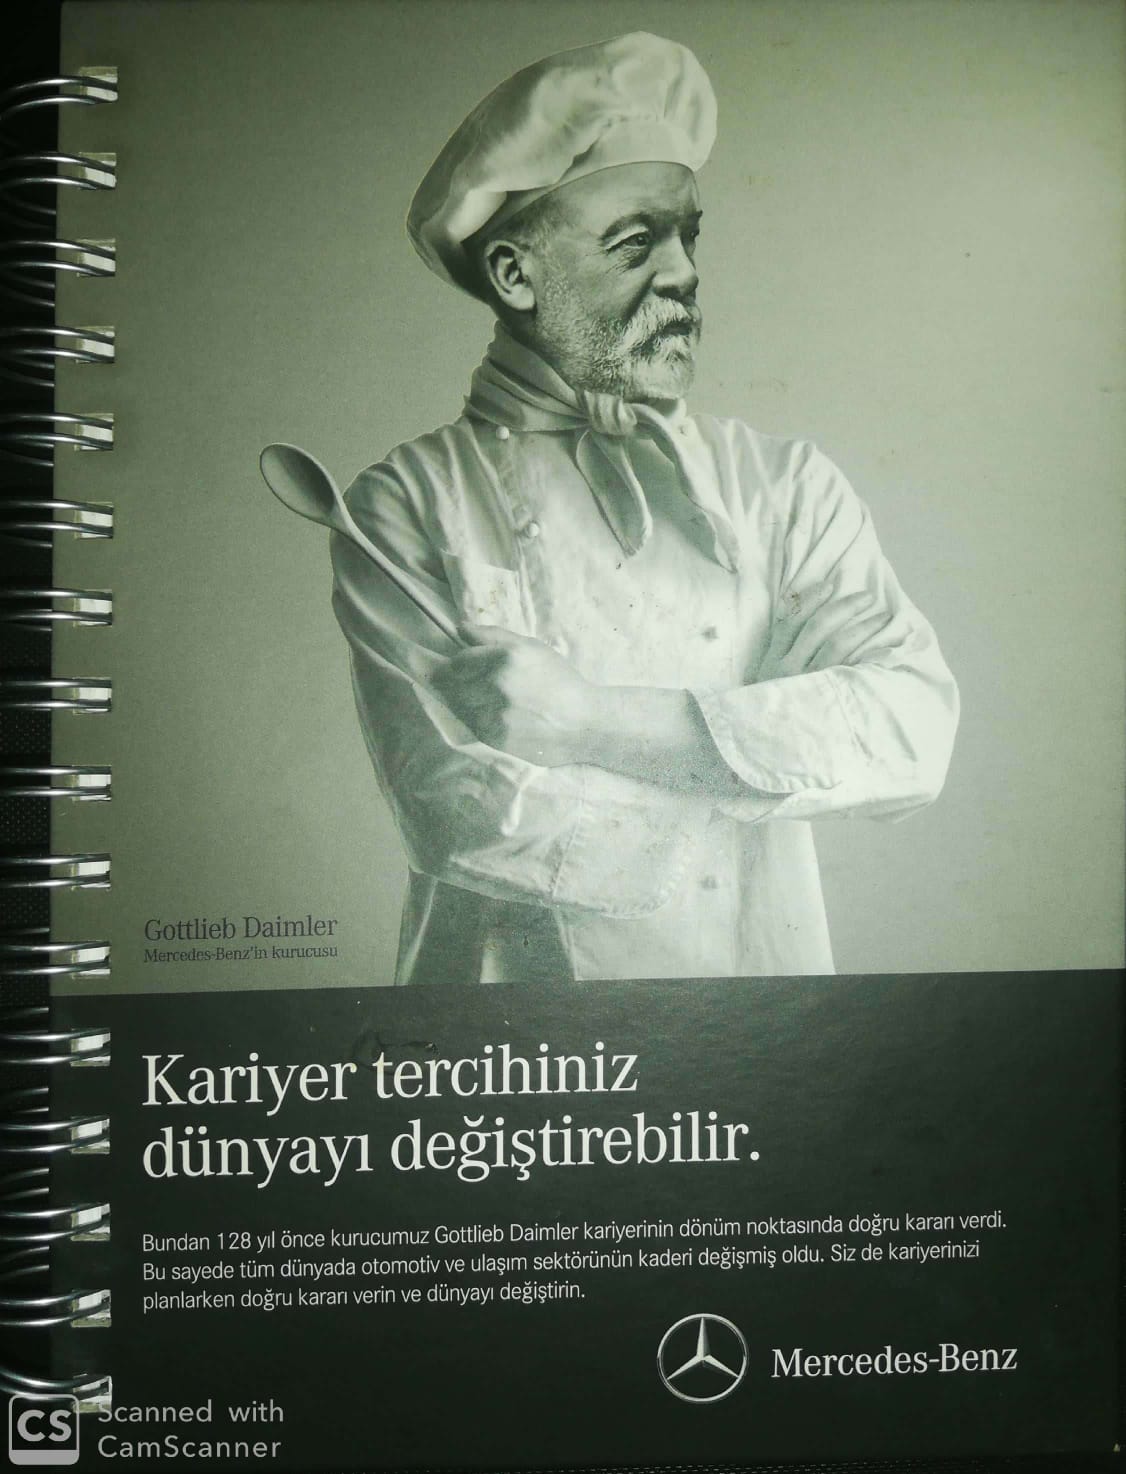 Gottlieb Daimler
Mercedes-Benz'in kurucusu
Kariyer tercihiniz
dünyayı değiştirebilir.
Bundan 128 yıl önce kurucumuz Gottlieb Daimler kariyerinin dönüm noktasında doğru kararı verdi.
Bu sayede tüm dünyada otomotiv ve ulaşım sektörünün kaderi değişmiş oldu. Siz de kariyerinizi
planlarken doğru kararı verin ve dünyayı değiştirin.
Mercedes-Benz
CS Scanned with
CamScanner